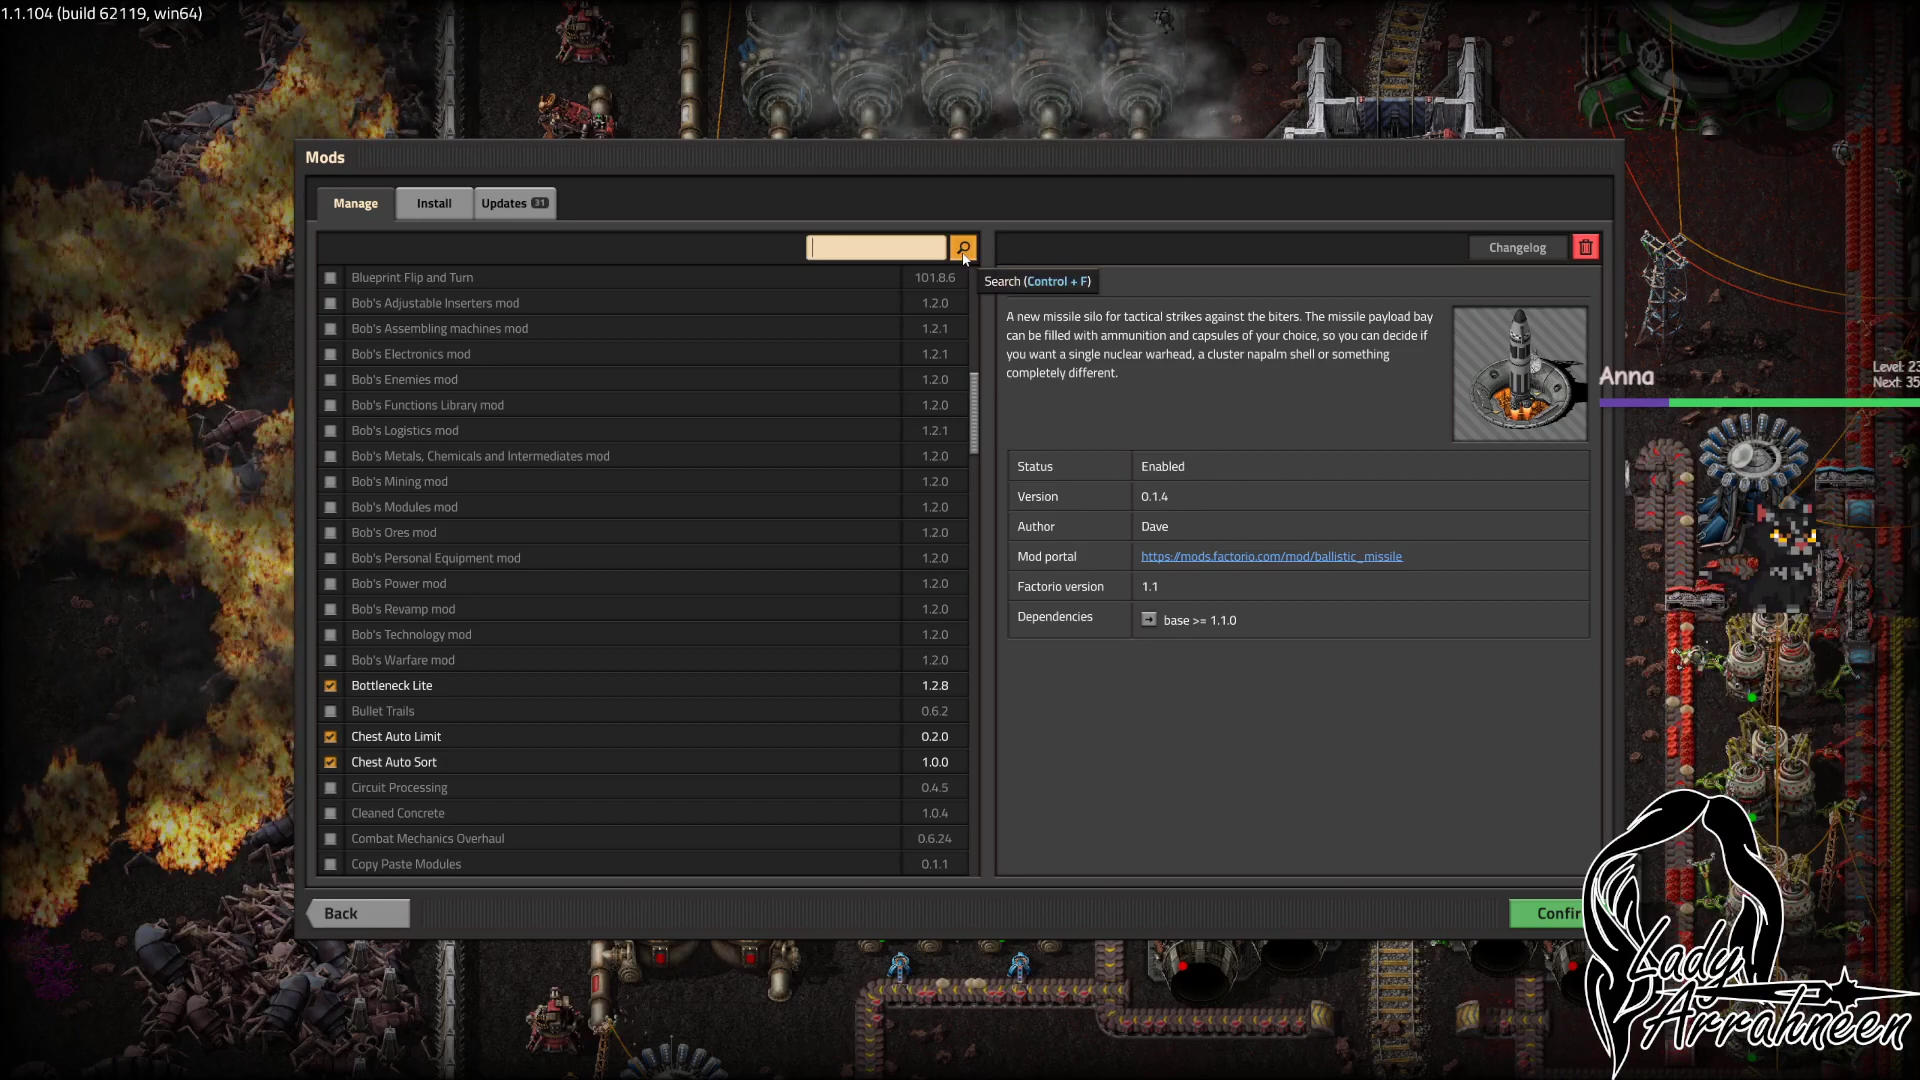 1.1.104 (build 62119, win64)
Mods
Manage Install Updates 31
Changelog
Search (Control + F)
Blueprint Flip and Turn 101.8.6
Bob's Adjustable Inserters mod 1.2.0
Bob's Assembling machines mod 1.2.1
Bob's Electronics mod 1.2.1
Bob's Enemies mod 1.2.0
Bob's Functions Library mod 1.2.0
Bob's Logistics mod 1.2.1
Bob's Metals, Chemicals and Intermediates mod 1.2.0
Bob's Mining mod 1.2.0
Bob's Modules mod 1.2.0
Bob's Ores mod 1.2.0
Bob's Personal Equipment mod 1.2.0
Bob's Power mod 1.2.0
Bob's Revamp mod 1.2.0
Bob's Technology mod 1.2.0
Bob's Warfare mod 1.2.0
Bottleneck Lite 1.2.8
Bullet Trails 0.6.2
Chest Auto Limit 0.2.0
Chest Auto Sort 1.0.0
Circuit Processing 0.4.5
Cleaned Concrete 1.0.4
Combat Mechanics Overhaul 0.6.24
Copy Paste Modules 0.1.1
A new missile silo for tactical strikes against the biters. The missile payload bay
can be filled with ammunition and capsules of your choice, so you can decide if
you want a single nuclear warhead, a cluster napalm shell or something
completely different.
Status Enabled
Version 0.1.4
Author Dave
Mod portal https://mods.factorio.com/mod/ballistic_missile
Factorio version 1.1
Dependencies base >= 1.1.0
Anna
Level: 23
Next: 35
Back
Confir
Lady
Arrahneen